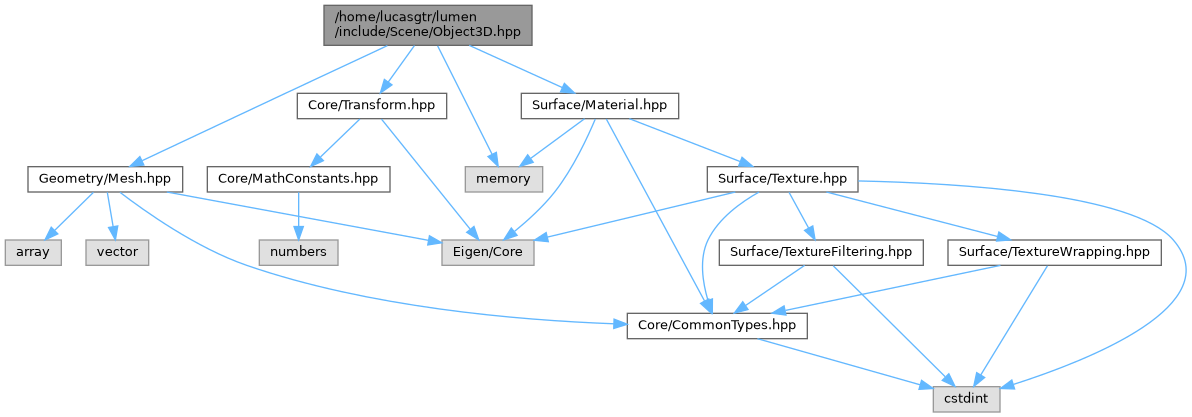 /home/lucasgtr/lumen
/include/Scene/Object3D.hpp
Core/Transform.hpp
Surface/Material.hpp
Geometry/Mesh.hpp
Core/MathConstants.hpp
memory
Surface/Texture.hpp
array
vector
numbers
Eigen/Core
Surface/TextureFiltering.hpp
Surface/TextureWrapping.hpp
Core/CommonTypes.hpp
cstdint